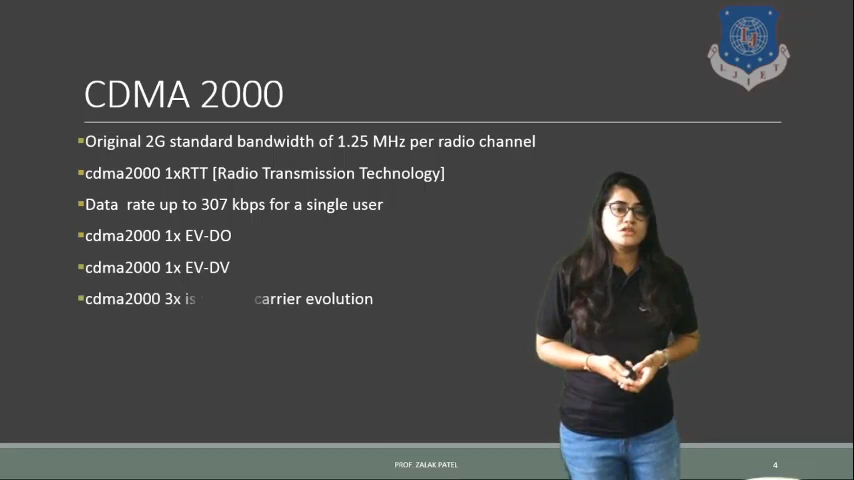 LJIET
CDMA 2000
▪Original 2G standard bandwidth of 1.25 MHz per radio channel
▪cdma2000 1xRTT [Radio Transmission Technology]
▪Data rate up to 307 kbps for a single user
▪cdma2000 1x EV-DO
▪cdma2000 1x EV-DV
▪cdma2000 3x is carrier evolution
PROF. ZALAK PATEL
4